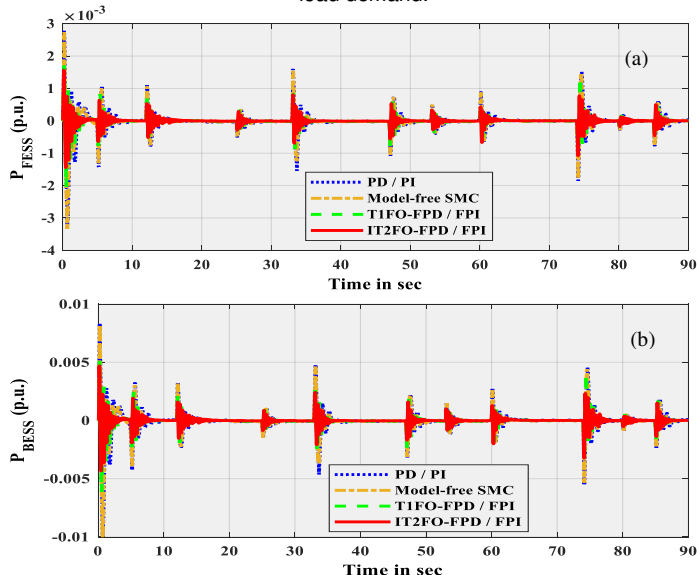 load demand.
×10⁻³
3
2
1
0
-1
-2
-3
-4
P_FESS (p.u.)
(a)
PD / PI
Model-free SMC
T1FO-FPD / FPI
IT2FO-FPD / FPI
0 10 20 30 40 50 60 70 80 90
Time in sec
0.01
0.005
0
-0.005
-0.01
P_BESS (p.u.)
(b)
PD / PI
Model-free SMC
T1FO-FPD / FPI
IT2FO-FPD / FPI
0 10 20 30 40 50 60 70 80 90
Time in sec